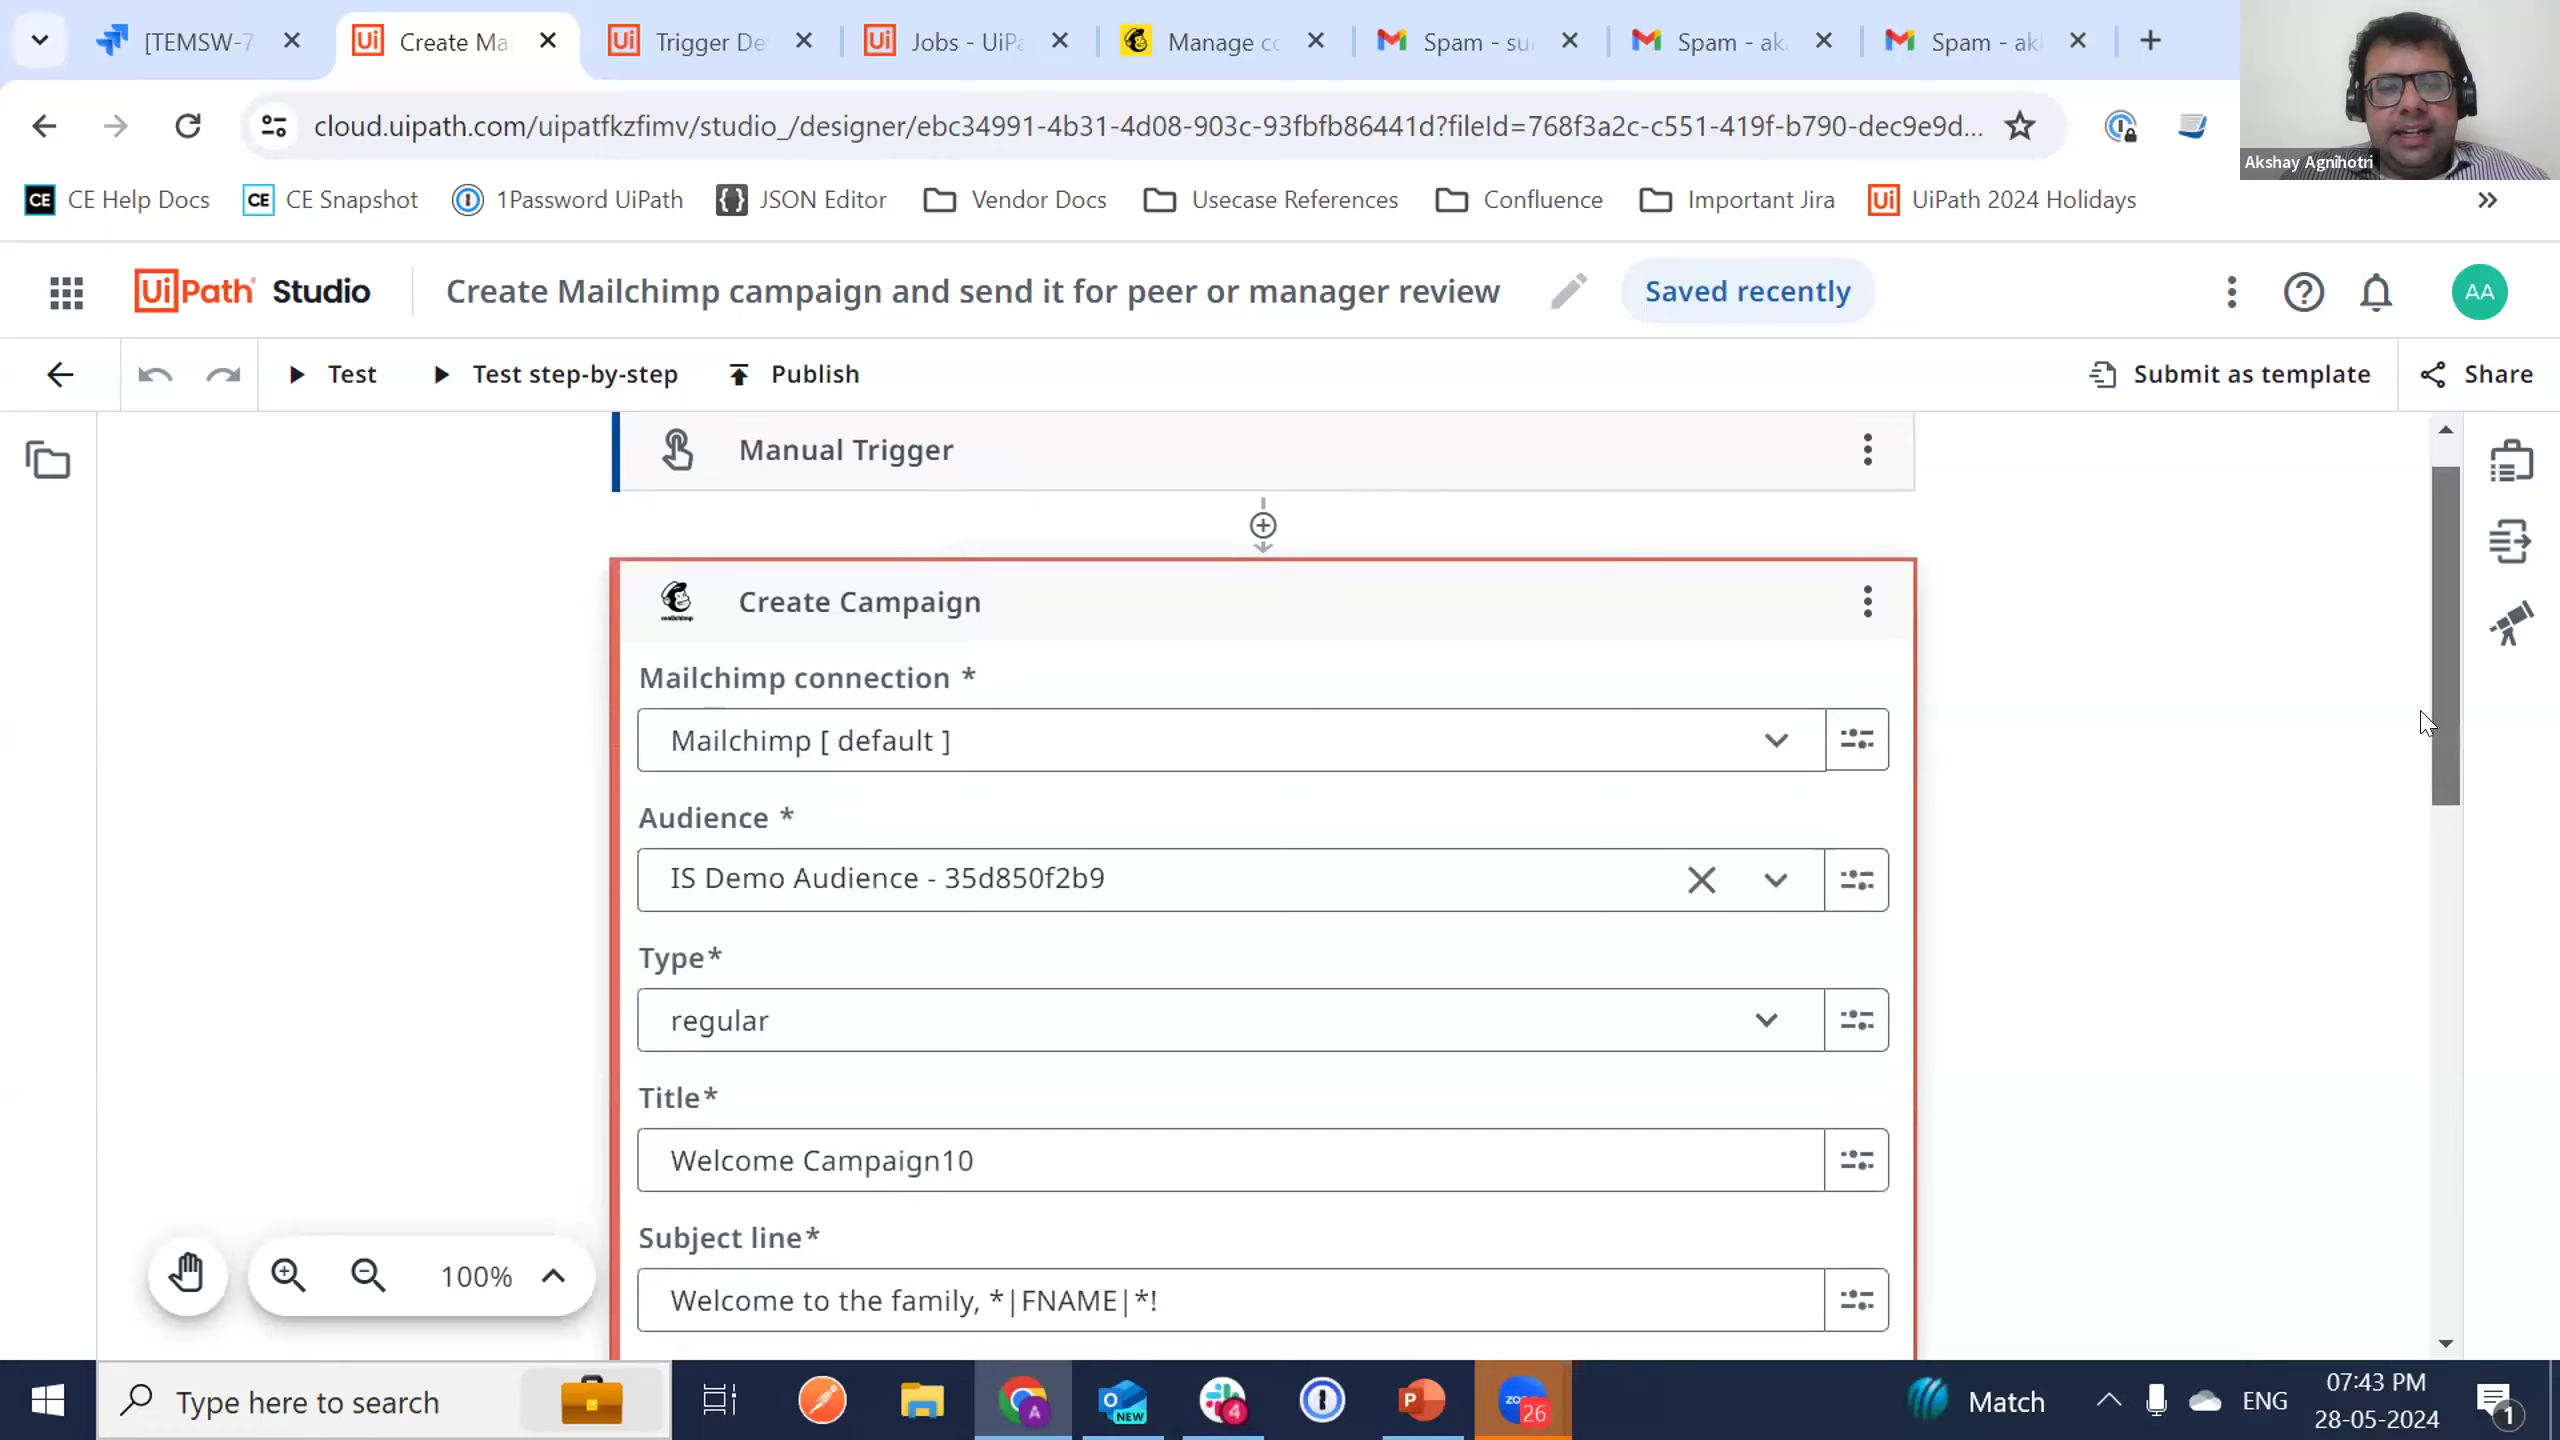 [TEMSW-7
Create Ma
Trigger De
Jobs - UiPa
Manage co
Spam - su
Spam - ak
Spam - ak
cloud.uipath.com/uipatfkzfimv/studio_/designer/ebc34991-4b31-4d08-903c-93fbfb86441d?fileId=768f3a2c-c551-419f-b790-dec9e9d...
Akshay Agnihotri
CE Help Docs
CE Snapshot
1Password UiPath
JSON Editor
Vendor Docs
Usecase References
Confluence
Important Jira
UiPath 2024 Holidays
UiPath Studio
Create Mailchimp campaign and send it for peer or manager review
Saved recently
AA
Test
Test step-by-step
Publish
Submit as template
Share
Manual Trigger
Create Campaign
Mailchimp connection *
Mailchimp [ default ]
Audience *
IS Demo Audience - 35d850f2b9
Type*
regular
Title*
Welcome Campaign10
Subject line*
Welcome to the family, *|FNAME|*!
100%
Type here to search
A
NEW
4
26
Match
ENG
07:43 PM
28-05-2024
1